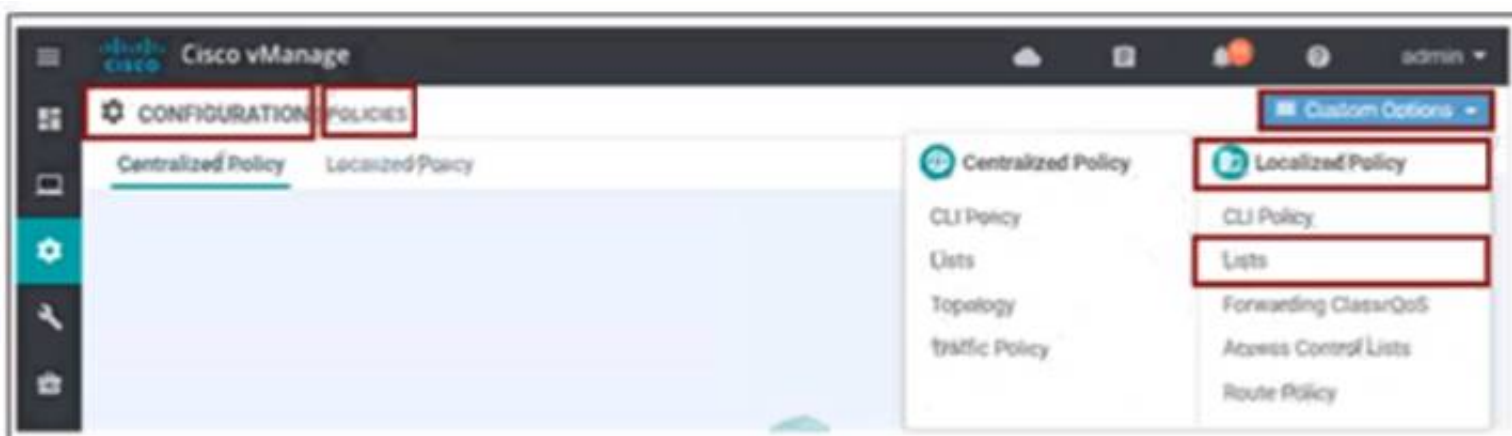 Cisco vManage
admin
CONFIGURATION POLICIES
Custom Options
Centralized Policy Localized Policy
Centralized Policy
CLI Policy
Lists
Topology
Traffic Policy
Localized Policy
CLI Policy
Lists
Forwarding Class/QoS
Access Control Lists
Route Policy